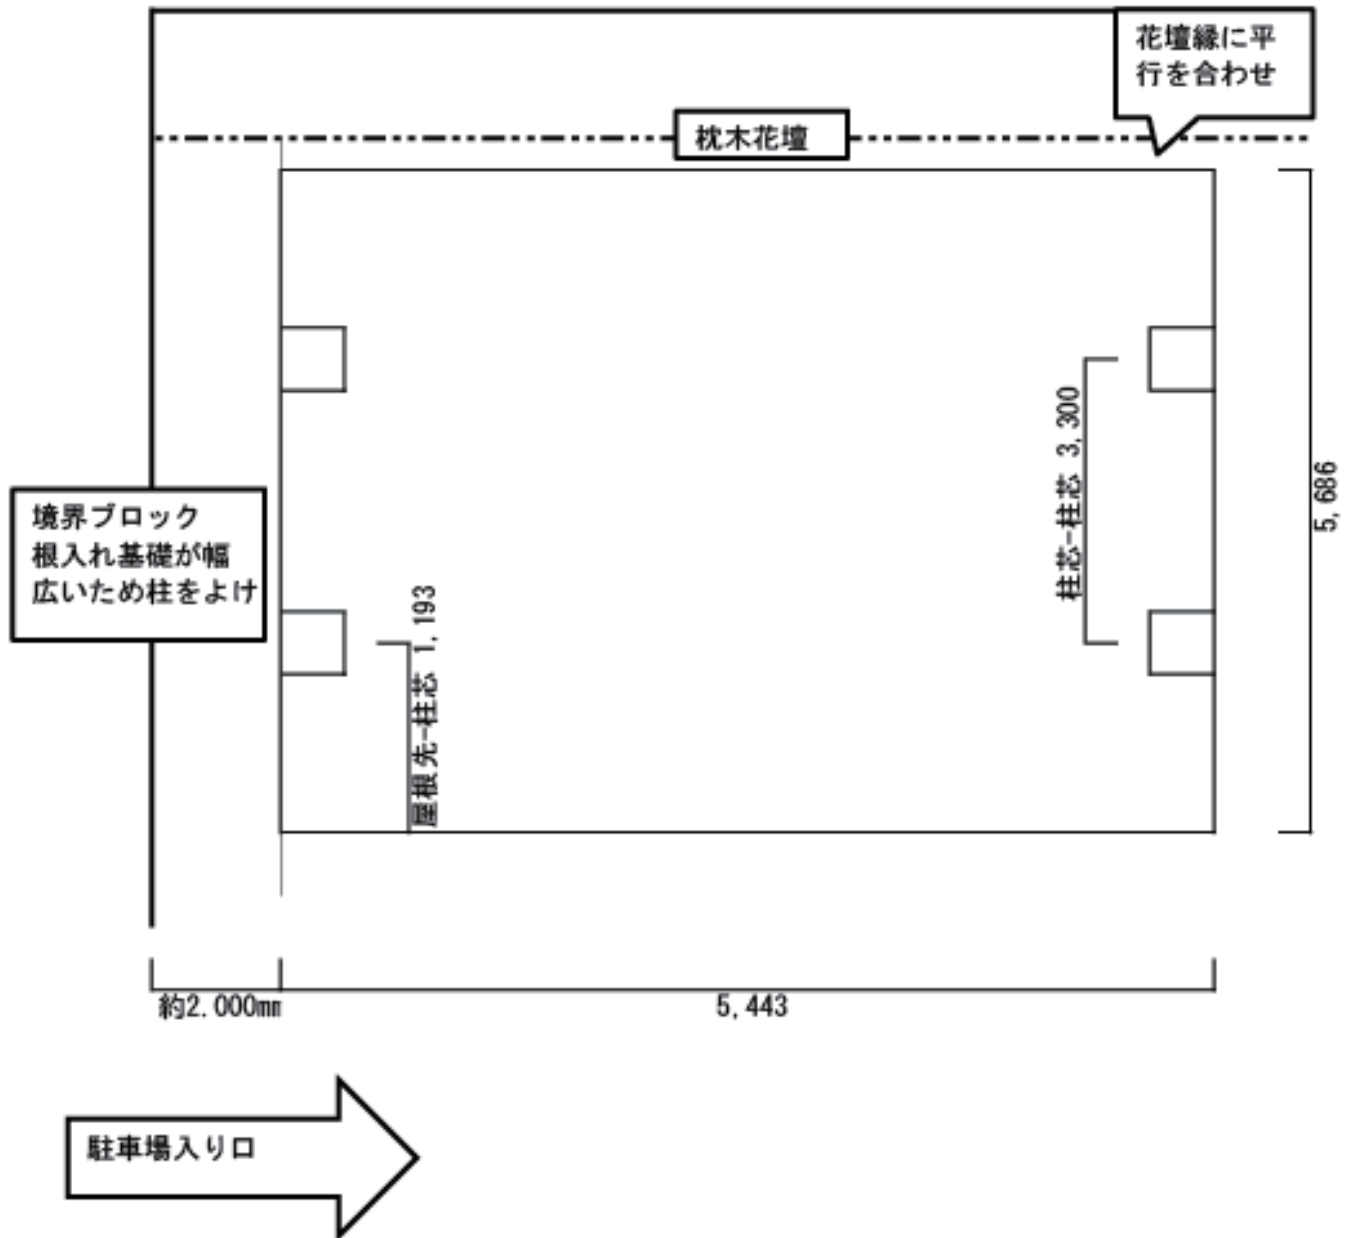 花壇縁に平
行を合わせ
枕木花壇
柱芯-柱芯 3,300
5,686
境界ブロック
根入れ基礎が幅
広いため柱をよけ
屋根先-柱芯 1,193
約2.000㎜
5,443
駐車場入り口